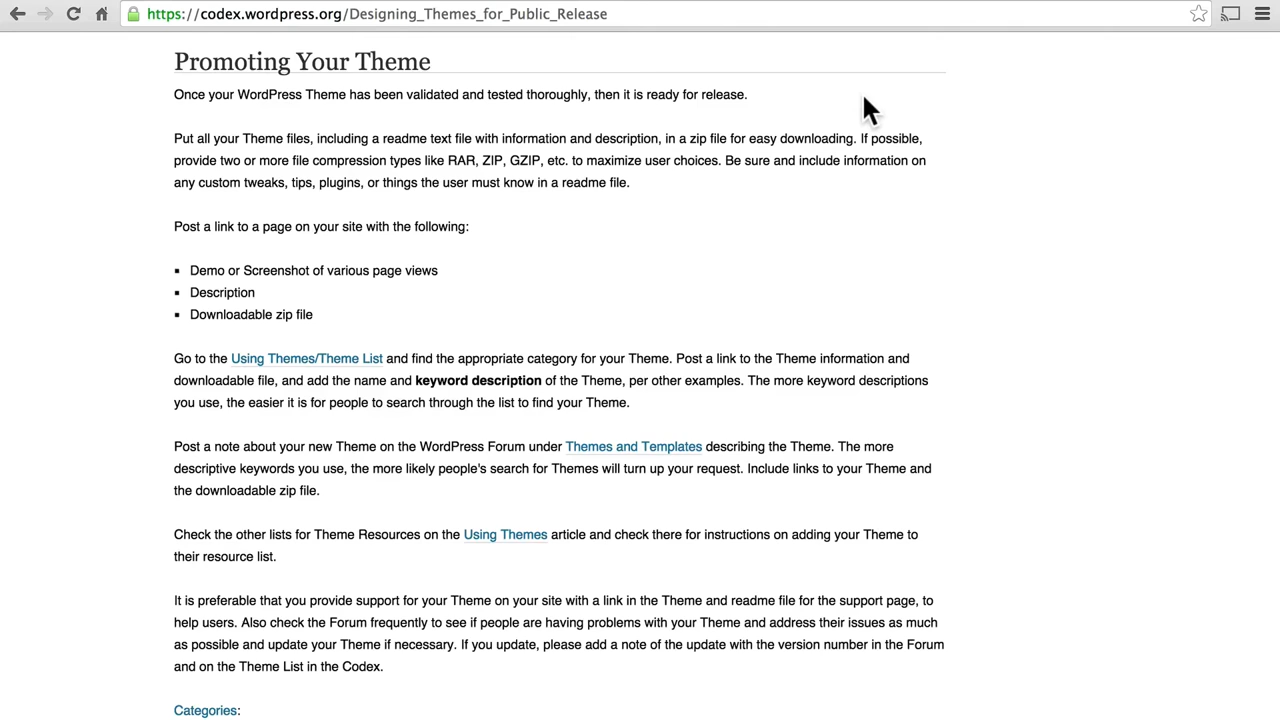 https://codex.wordpress.org/Designing_Themes_for_Public_Release
Promoting Your Theme
Once your WordPress Theme has been validated and tested thoroughly, then it is ready for release.
Put all your Theme files, including a readme text file with information and description, in a zip file for easy downloading. If possible,
provide two or more file compression types like RAR, ZIP, GZIP, etc. to maximize user choices. Be sure and include information on
any custom tweaks, tips, plugins, or things the user must know in a readme file.
Post a link to a page on your site with the following:
▪ Demo or Screenshot of various page views
▪ Description
▪ Downloadable zip file
Go to the Using Themes/Theme List and find the appropriate category for your Theme. Post a link to the Theme information and
downloadable file, and add the name and keyword description of the Theme, per other examples. The more keyword descriptions
you use, the easier it is for people to search through the list to find your Theme.
Post a note about your new Theme on the WordPress Forum under Themes and Templates describing the Theme. The more
descriptive keywords you use, the more likely people's search for Themes will turn up your request. Include links to your Theme and
the downloadable zip file.
Check the other lists for Theme Resources on the Using Themes article and check there for instructions on adding your Theme to
their resource list.
It is preferable that you provide support for your Theme on your site with a link in the Theme and readme file for the support page, to
help users. Also check the Forum frequently to see if people are having problems with your Theme and address their issues as much
as possible and update your Theme if necessary. If you update, please add a note of the update with the version number in the Forum
and on the Theme List in the Codex.
Categories: